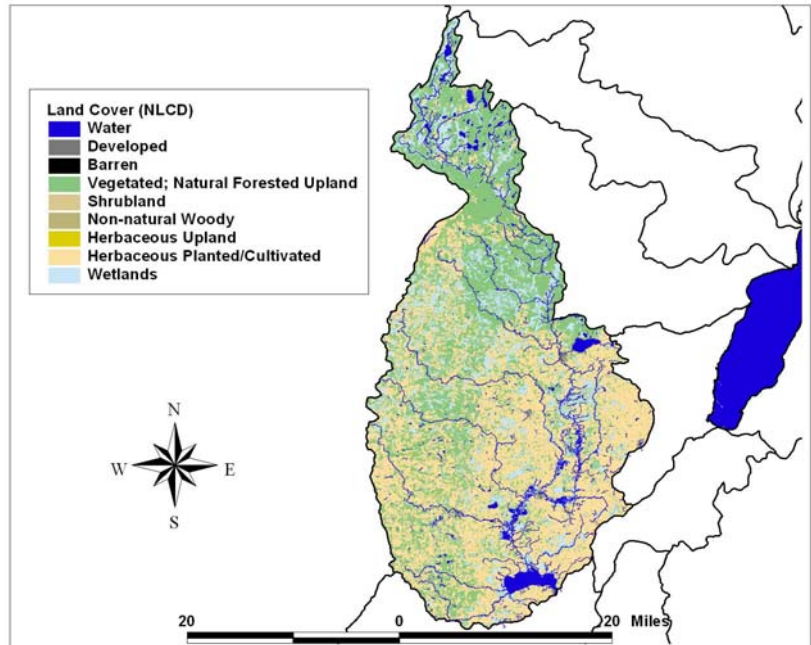 Land Cover (NLCD)
Water
Developed
Barren
Vegetated; Natural Forested Upland
Shrubland
Non-natural Woody
Herbaceous Upland
Herbaceous Planted/Cultivated
Wetlands
N
W E
S
20 0 20 Miles